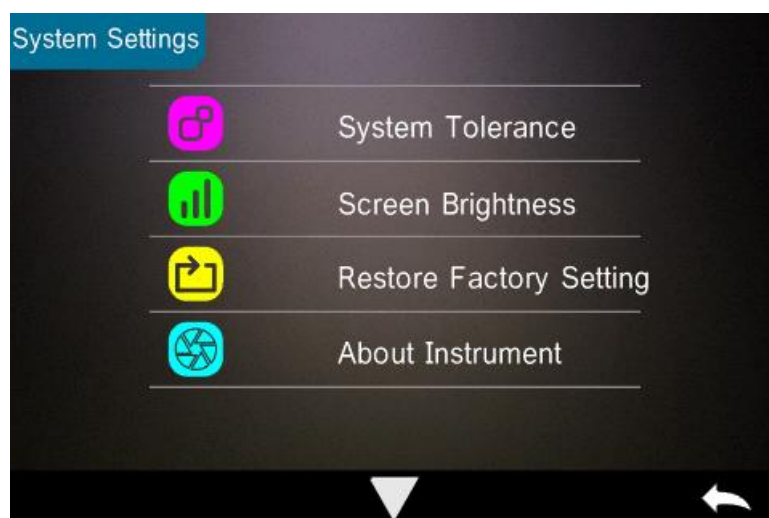 System Settings
System Tolerance
Screen Brightness
Restore Factory Setting
About Instrument